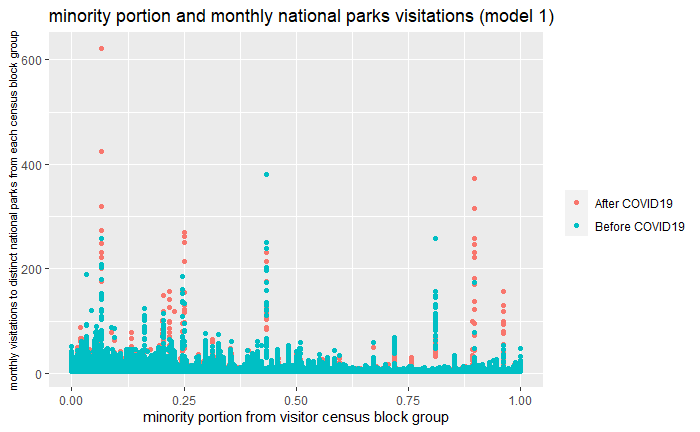 minority portion and monthly national parks visitations (model 1)
monthly visitations to distinct national parks from each census block group
600
400
200
0
0.00 0.25 0.50 0.75 1.00
minority portion from visitor census block group
After COVID19
Before COVID19